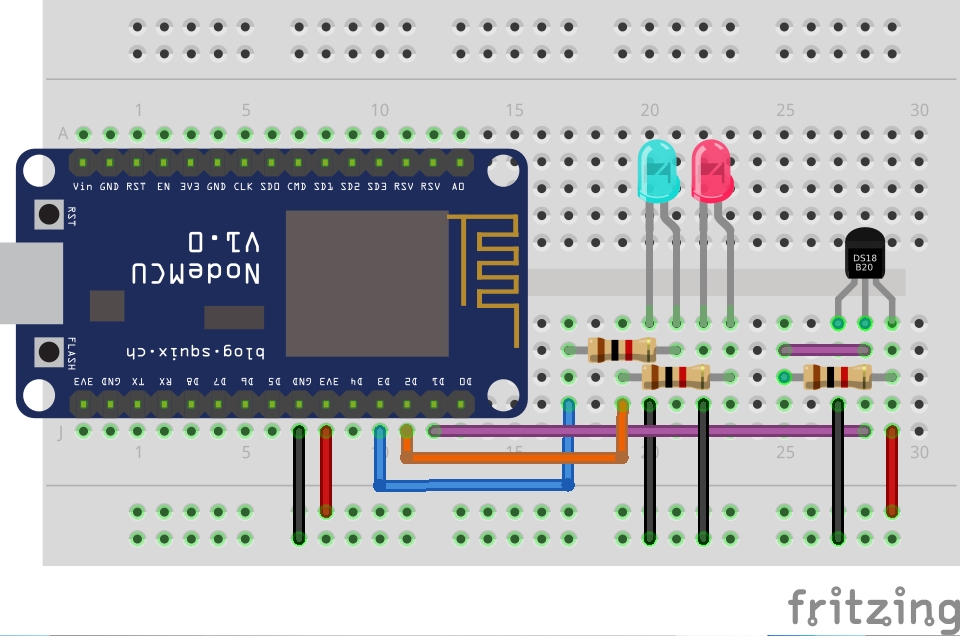 1 5 10 15 20 25 30
A
Vin GND RST EN 3V3 GND CLK SD0 CMD SD1 SD2 SD3 RSV RSV A0
RST
V1.0
NodeMCU
DS18
B20
FLASH
blog.squix.ch
3V3 GND TX RX D8 D7 D6 D5 GND 3V3 D4 D3 D2 D1 D0
J
1 5 10 15 20 25 30
fritzing